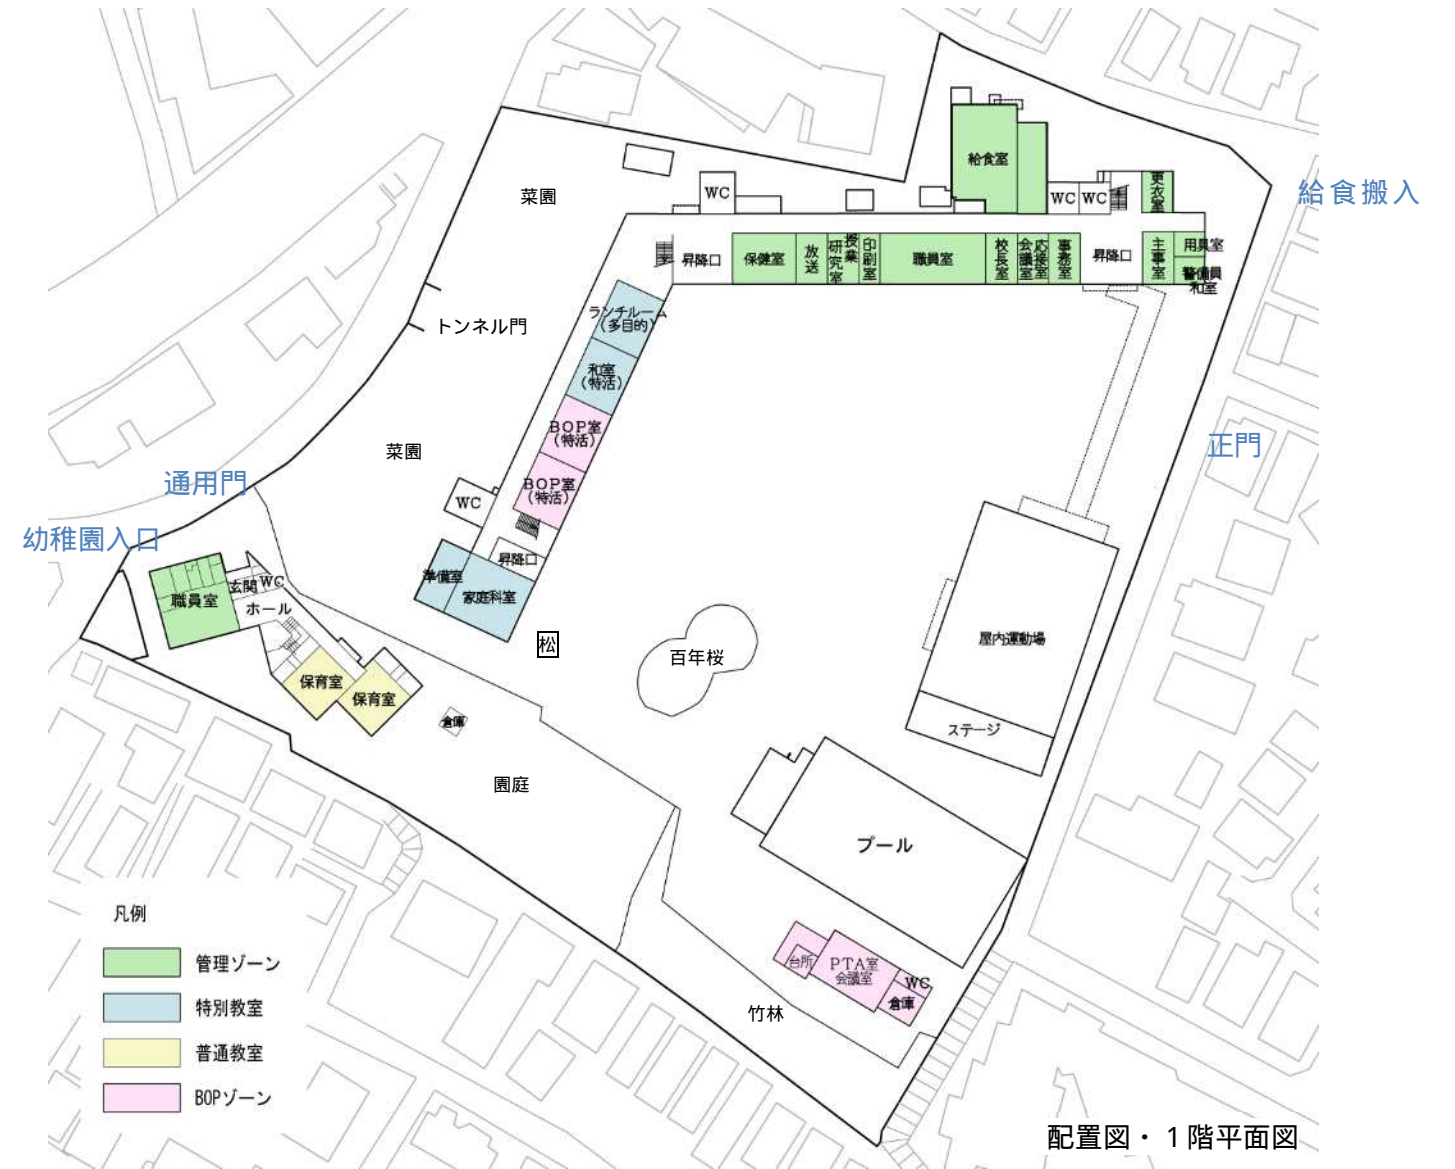 給食室
更衣室
給食搬入
菜園
WC
WC
WC
昇降口
保健室
放送
授業
研究室
印刷室
職員室
校長室
応接室
会議室
事務室
昇降口
主事室
用具室
警備員
和室
ランチルーム
(多目的)
トンネル門
和室
(特活)
BOP室
(特活)
菜園
正門
通用門
BOP室
(特活)
WC
幼稚園入口
昇降口
準備室
家庭科室
玄関
WC
職員室
ホール
松
百年桜
屋内運動場
保育室
保育室
倉庫
ステージ
園庭
プール
凡例
管理ゾーン
特別教室
普通教室
BOPゾーン
台所
PTA室
会議室
WC
倉庫
竹林
配置図・1階平面図